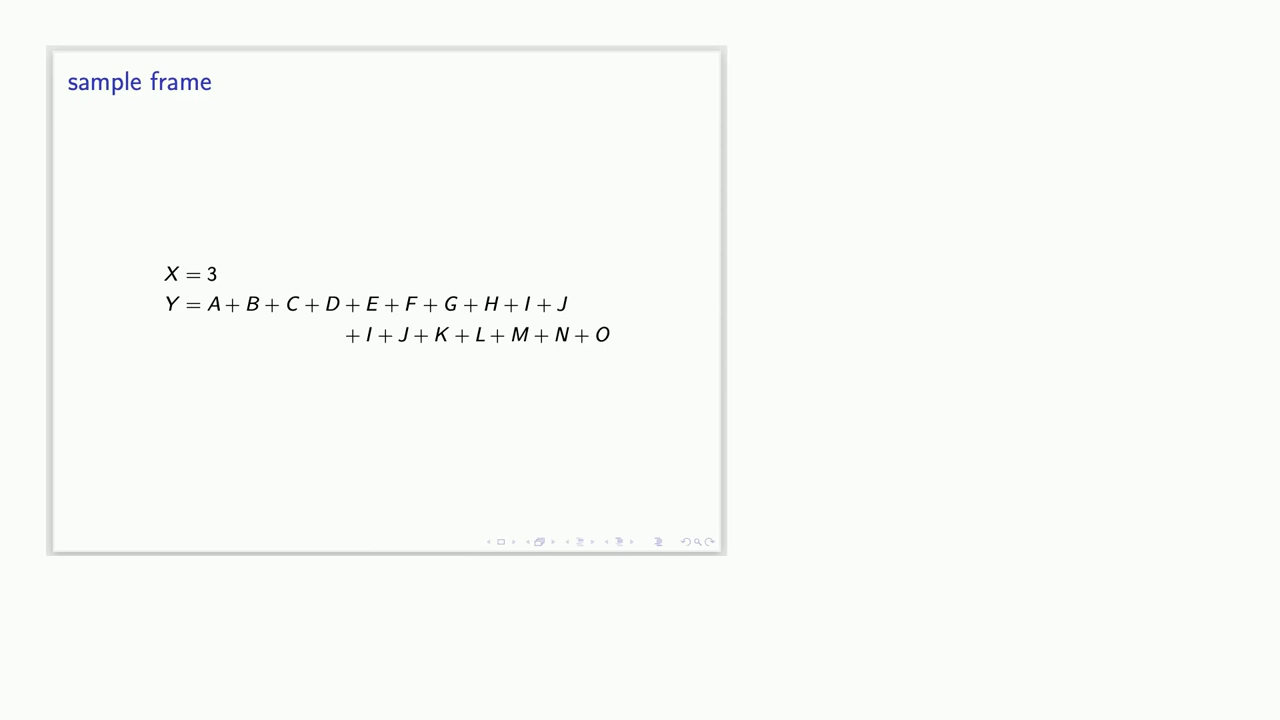 sample frame
X = 3
Y = A + B + C + D + E + F + G + H + I + J
+ I + J + K + L + M + N + O